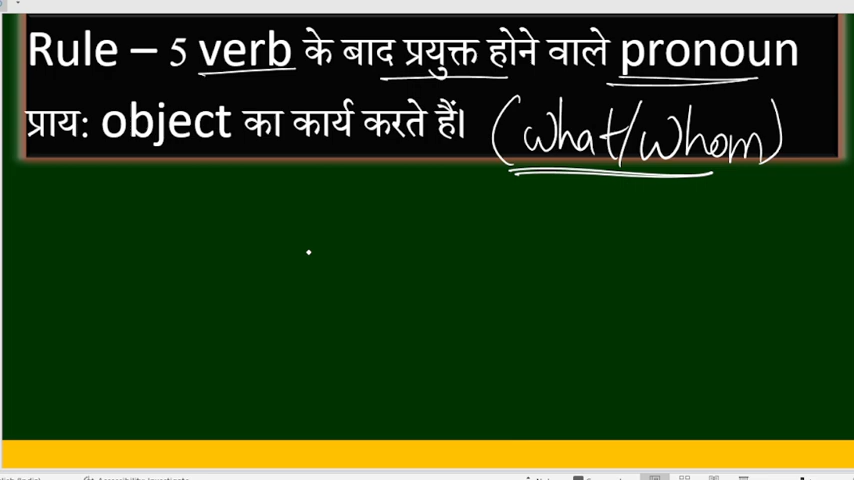 Rule – 5 verb के बाद प्रयुक्त होने वाले pronoun
प्राय: object का कार्य करते हैं। (what/whom)